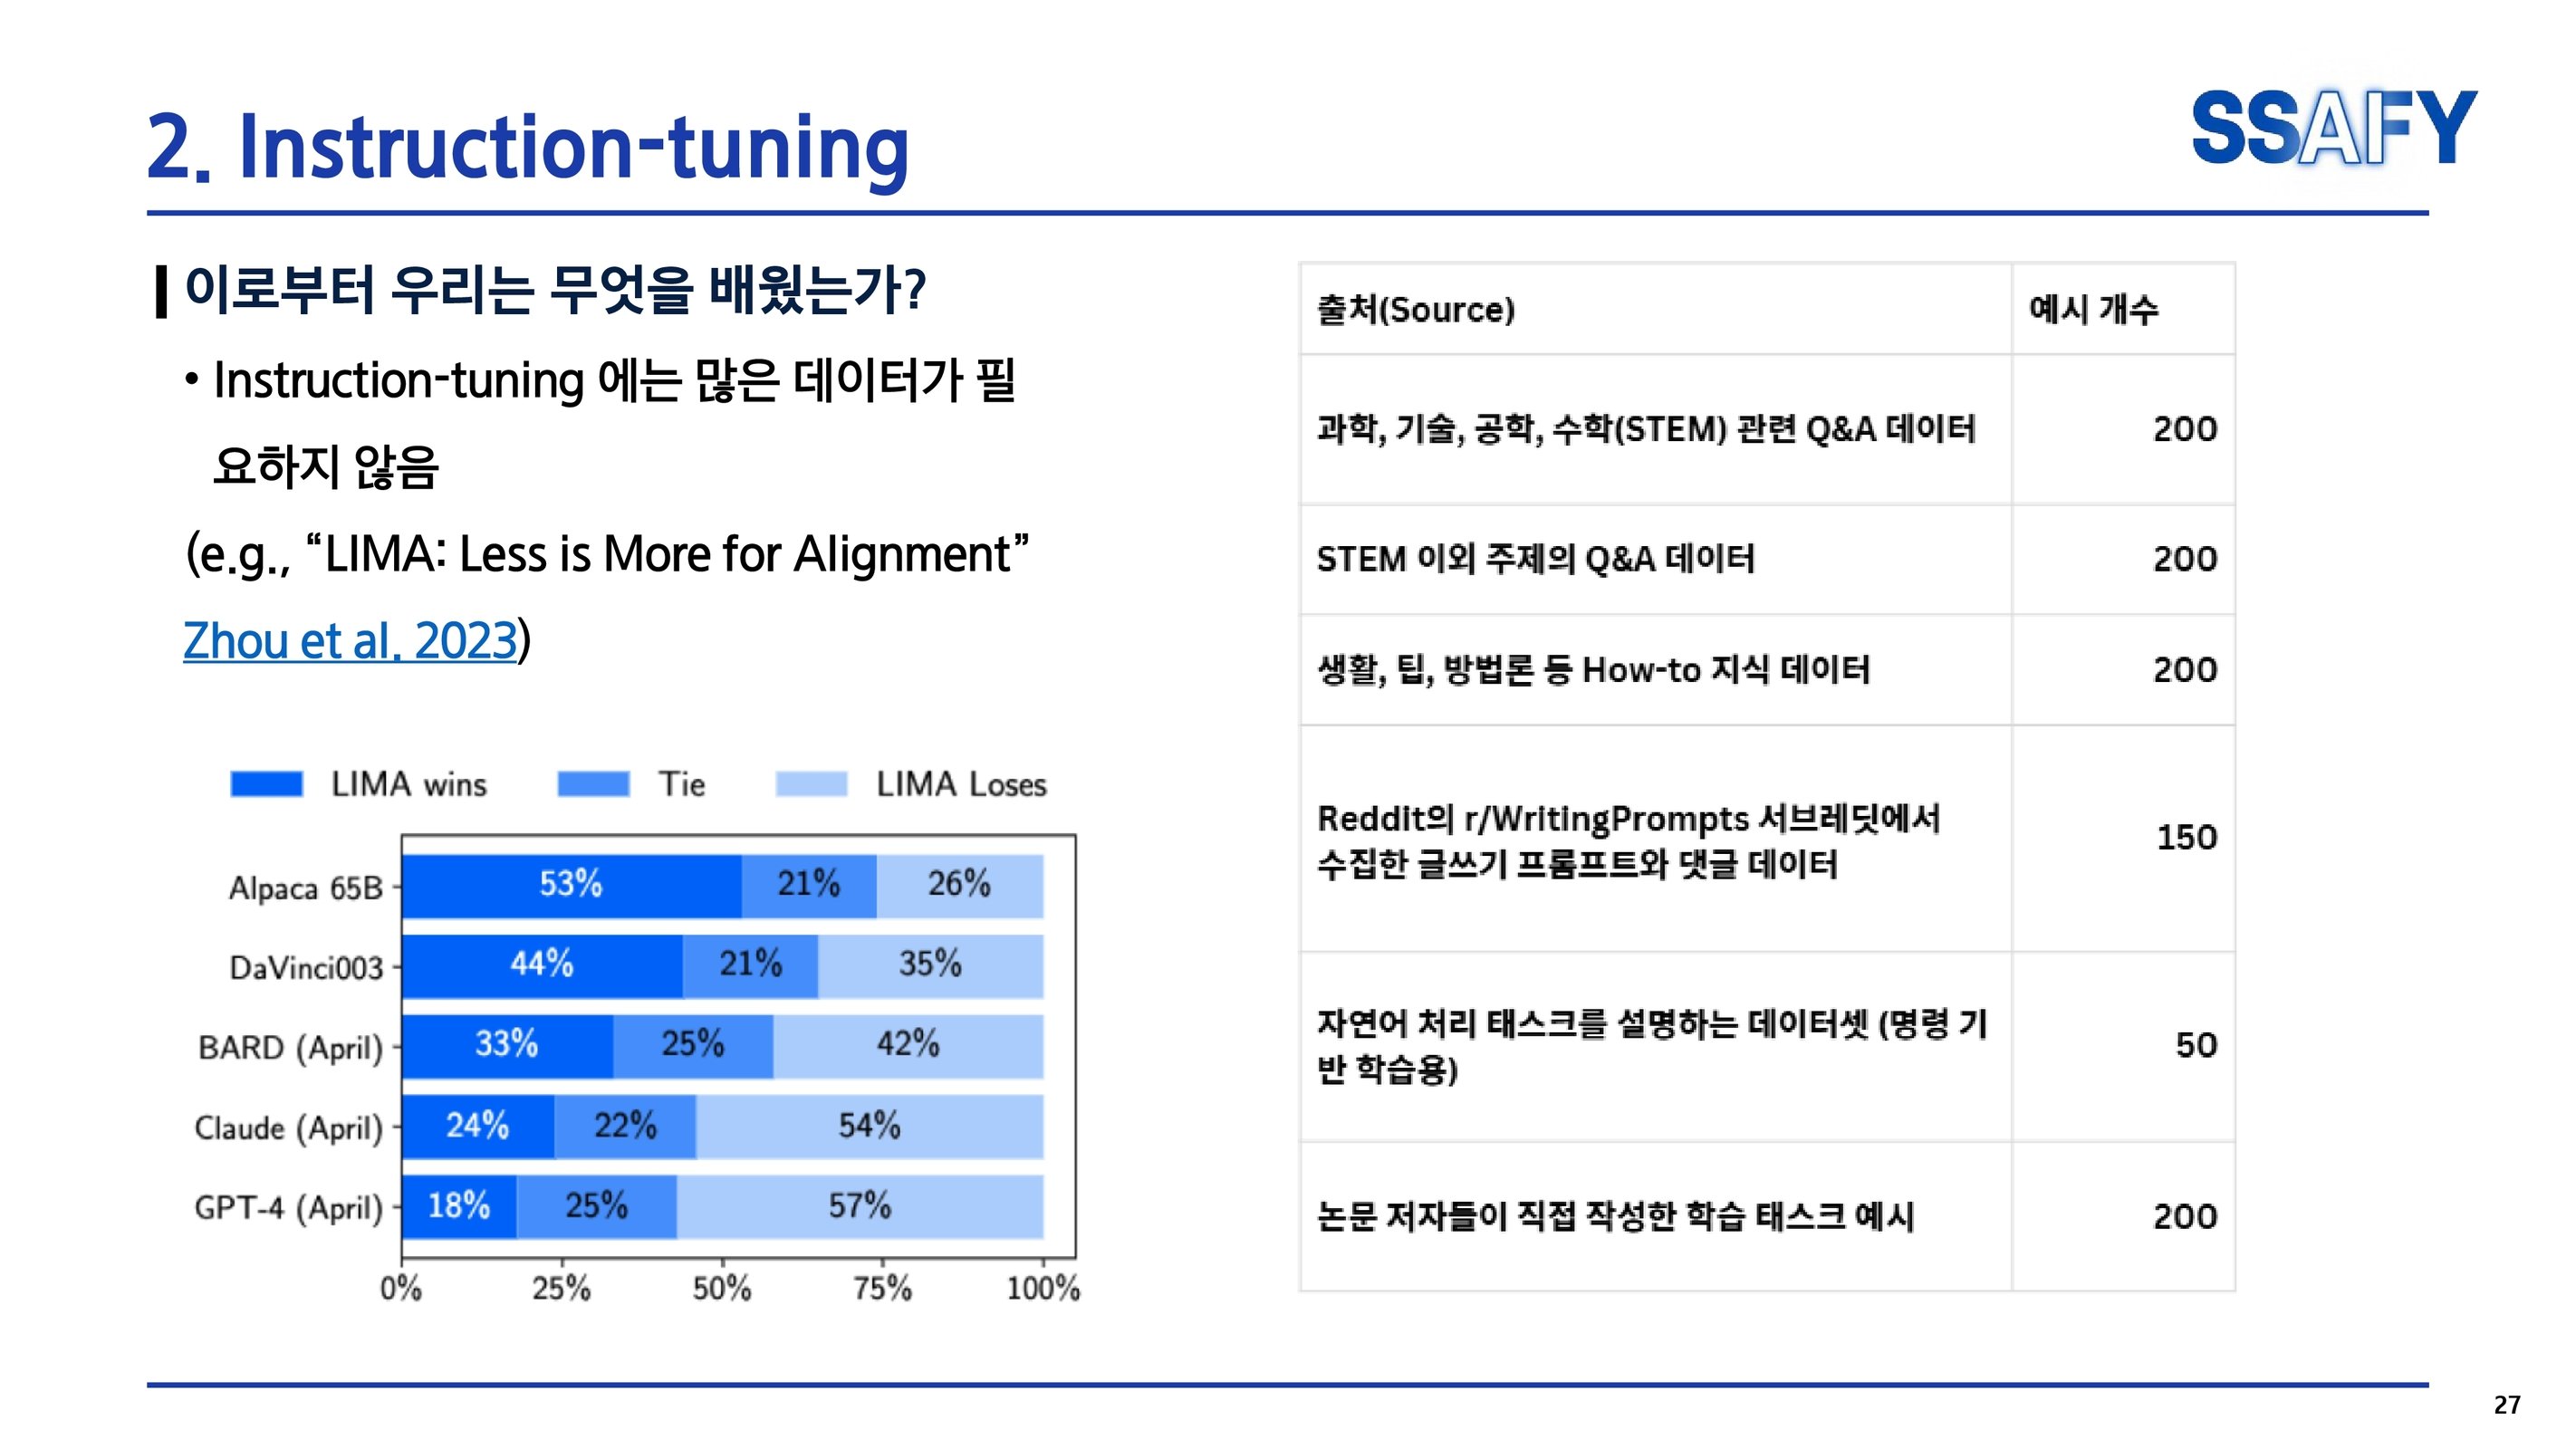 2. Instruction-tuning
SSAFY
이로부터 우리는 무엇을 배웠는가?
• Instruction-tuning 에는 많은 데이터가 필
요하지 않음
(e.g., “LIMA: Less is More for Alignment”
Zhou et al. 2023)
LIMA wins Tie LIMA Loses
Alpaca 65B 53% 21% 26%
DaVinci003 44% 21% 35%
BARD (April) 33% 25% 42%
Claude (April) 24% 22% 54%
GPT-4 (April) 18% 25% 57%
0% 25% 50% 75% 100%
출처(Source) 예시 개수
과학, 기술, 공학, 수학(STEM) 관련 Q&A 데이터 200
STEM 이외 주제의 Q&A 데이터 200
생활, 팁, 방법론 등 How-to 지식 데이터 200
Reddit의 r/WritingPrompts 서브레딧에서
수집한 글쓰기 프롬프트와 댓글 데이터 150
자연어 처리 태스크를 설명하는 데이터셋 (명령 기
반 학습용) 50
논문 저자들이 직접 작성한 학습 태스크 예시 200
27